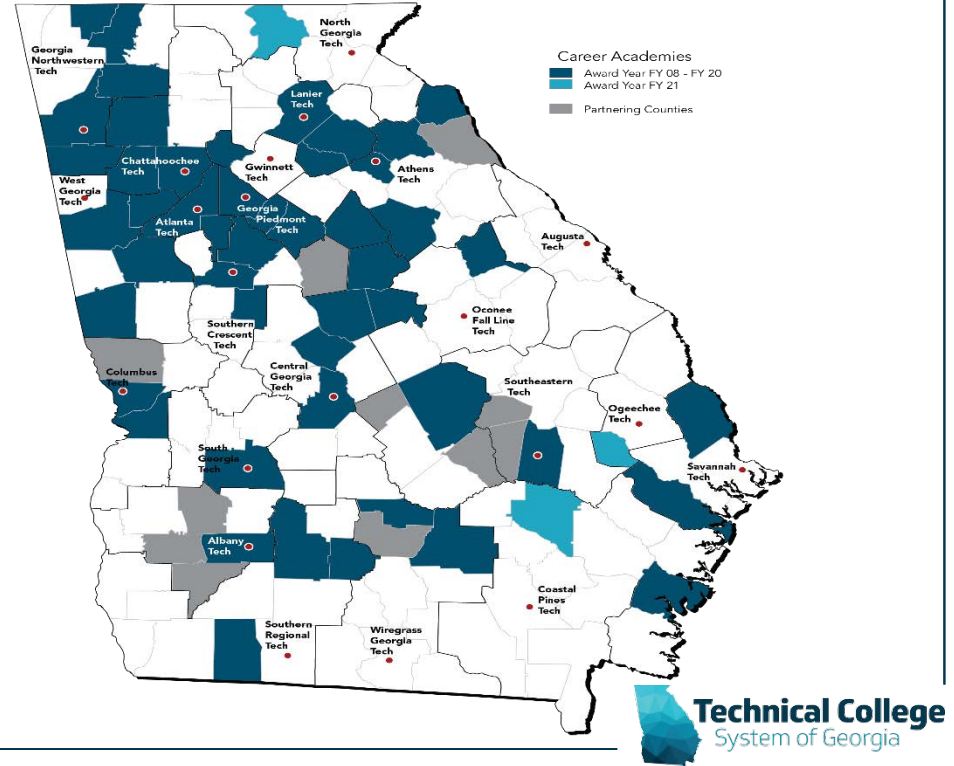 North
Georgia
Tech
Georgia
Northwestern
Tech
Career Academies
Award Year FY 08 - FY 20
Award Year FY 21
Partnering Counties
Lanier
Tech
Chattahoochee
Tech
Gwinnett
Tech
Athens
Tech
West
Georgia
Tech
Georgia
Piedmont
Tech
Atlanta
Tech
Augusta
Tech
Oconee
Fall Line
Tech
Southern
Crescent
Tech
Central
Georgia
Tech
Columbus
Tech
Southeastern
Tech
Ogeechee
Tech
South
Georgia
Tech
Savannah
Tech
Albany
Tech
Coastal
Pines
Tech
Southern
Regional
Tech
Wiregrass
Georgia
Tech
Technical College
System of Georgia